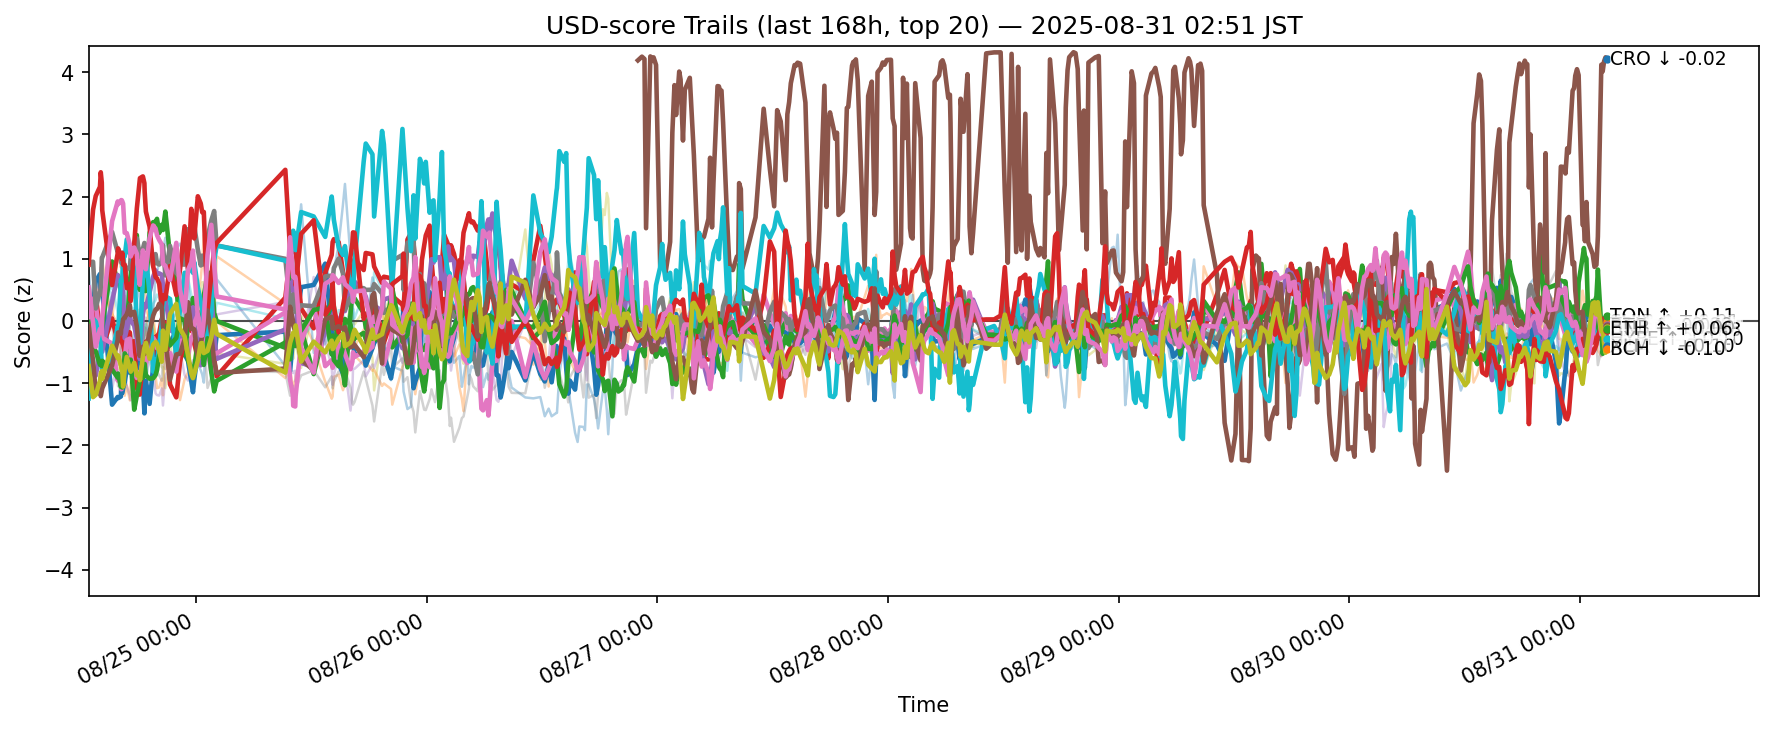 USD-score Trails (last 168h, top 20) — 2025-08-31 02:51 JST
Score (z)
4
3
2
1
0
−1
−2
−3
−4
CRO ↓ -0.02
TON ↑ +0.11
ETH ↑ +0.06
BCH ↓ -0.10
08/25 00:00
08/26 00:00
08/27 00:00
08/28 00:00
08/29 00:00
08/30 00:00
08/31 00:00
Time